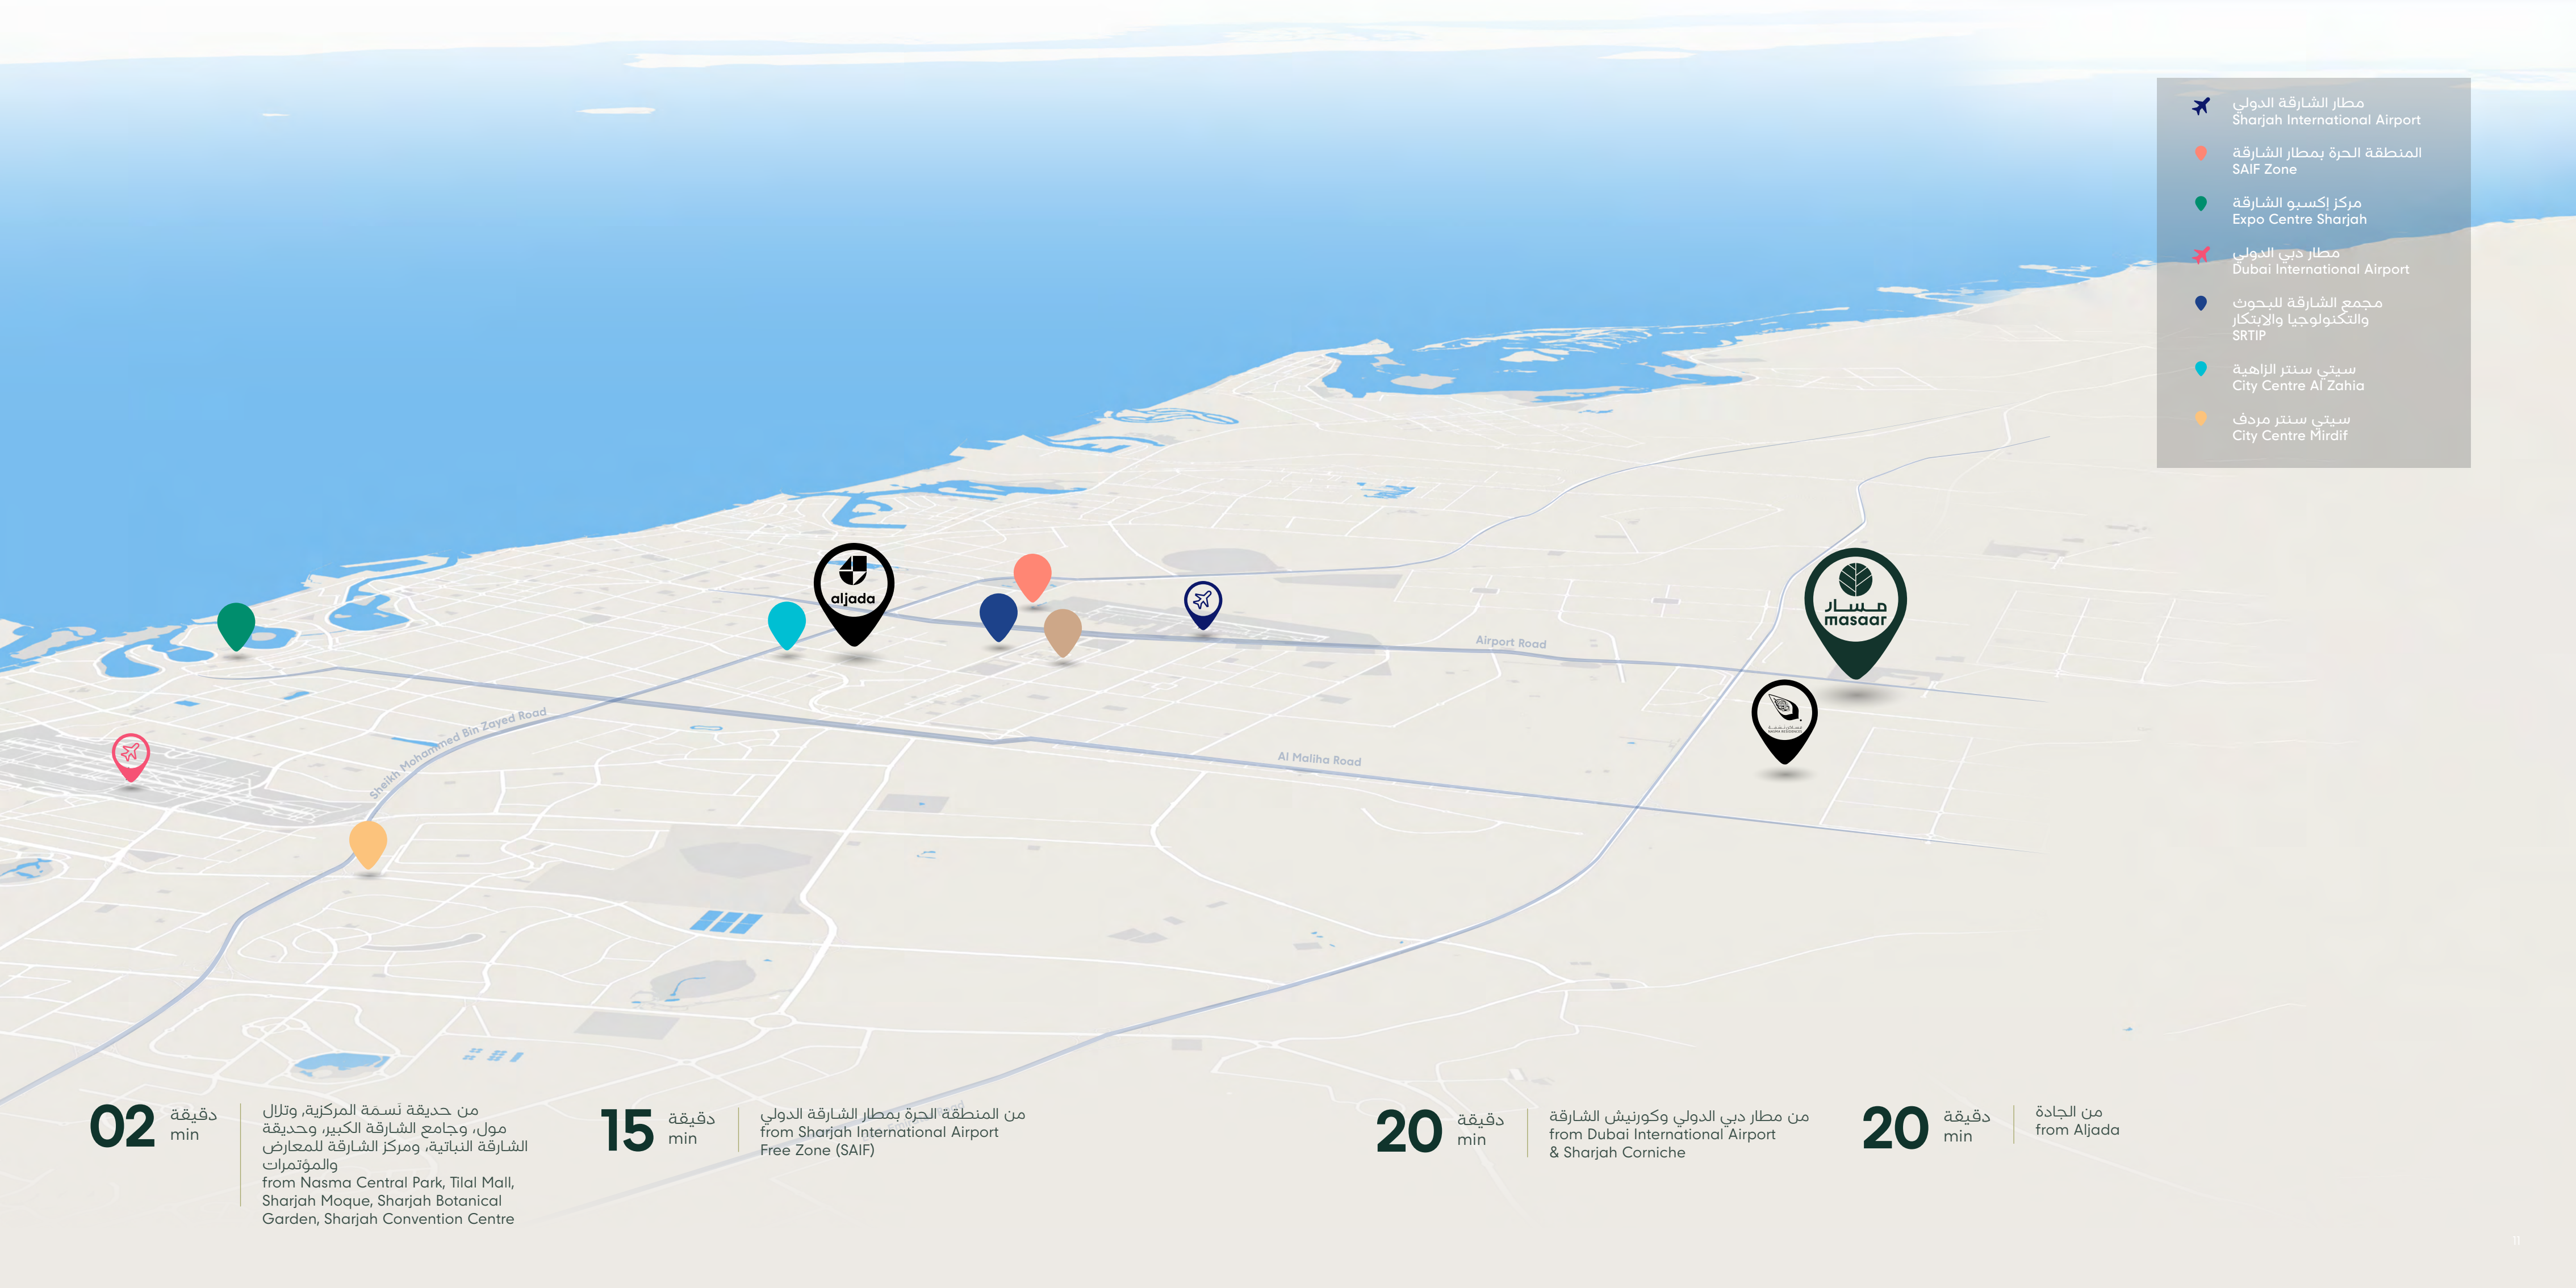 مطار الشارقة الدولي
Sharjah International Airport
المنطقة الحرة بمطار الشارقة
SAIF Zone
مركز إكسبو الشارقة
Expo Centre Sharjah
مطار دبي الدولي
Dubai International Airport
مجمع الشارقة للبحوث
والتكنولوجيا والابتكار
SRTIP
سيتي سنتر الزاهية
City Centre Al Zahia
سيتي سنتر مردف
City Centre Mirdif
aljada
مسار
masaar
Airport Road
Sheikh Mohammed Bin Zayed Road
Al Maliha Road
02
دقيقة
min
من حديقة نَسمَة المركزية, وتلال
مول، وجامع الشارقة الكبير، وحديقة
الشارقة النباتية، ومركز الشارقة للمعارض
والمؤتمرات
from Nasma Central Park, Tilal Mall,
Sharjah Moque, Sharjah Botanical
Garden, Sharjah Convention Centre
15
دقيقة
min
من المنطقة الحرة بمطار الشارقة الدولي
from Sharjah International Airport
Free Zone (SAIF)
20
دقيقة
min
من مطار دبي الدولي وكورنيش الشارقة
from Dubai International Airport
& Sharjah Corniche
20
دقيقة
min
من الجادة
from Aljada
11